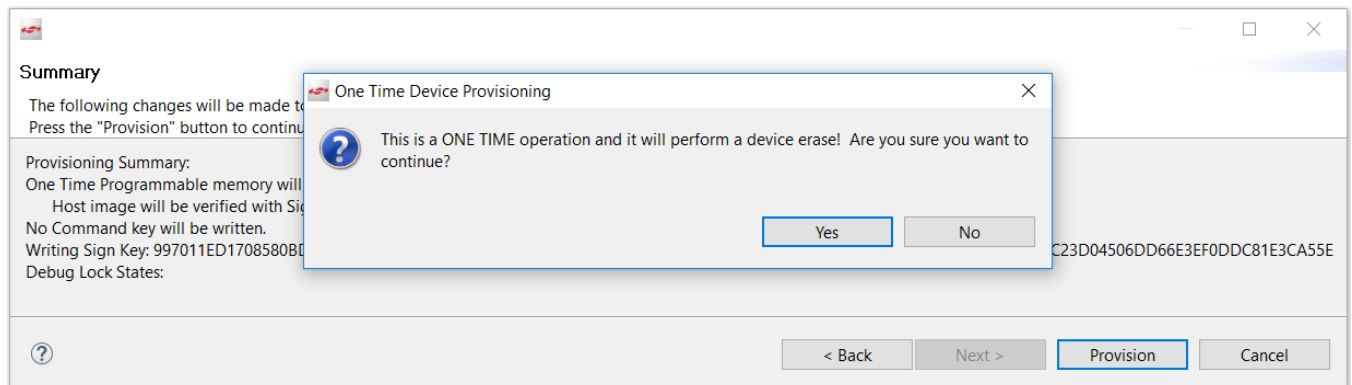 Summary
The following changes will be made to
Press the "Provision" button to continu
One Time Device Provisioning
This is a ONE TIME operation and it will perform a device erase!  Are you sure you want to
continue?
Yes No
Provisioning Summary:
One Time Programmable memory will
Host image will be verified with Sig
No Command key will be written.
Writing Sign Key: 997011ED1708580BD C23D04506DD66E3EF0DDC81E3CA55E
Debug Lock States:
< Back Next > Provision Cancel